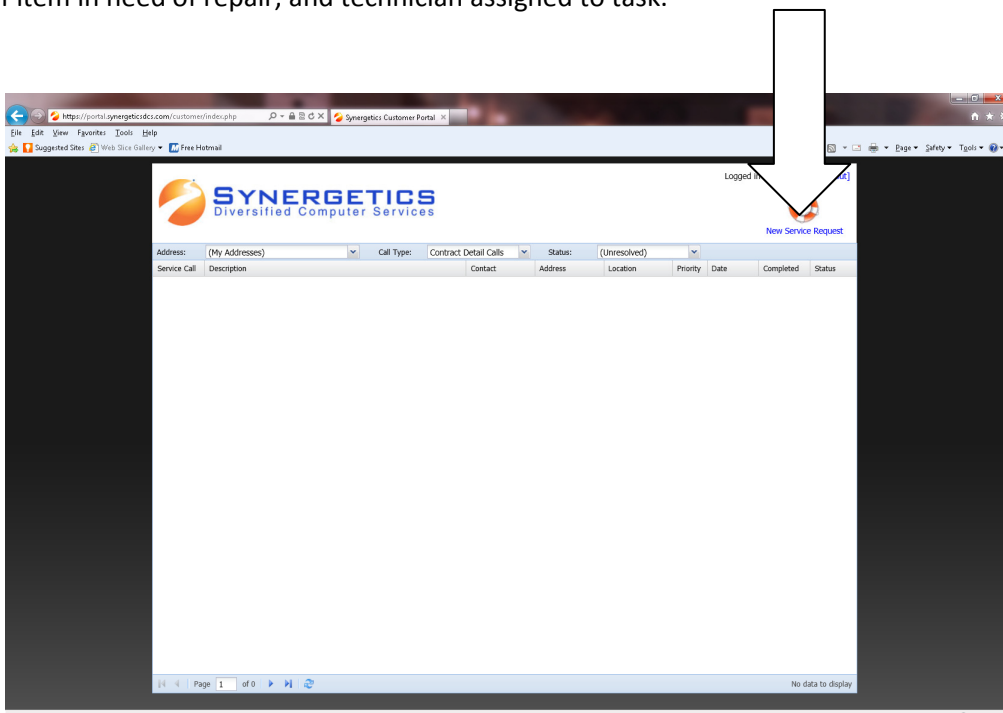 item in need of repair, and technician assigned to task.
https://portal.synergeticsdcs.com/customer/index.php
Synergetics Customer Portal
File Edit View Favorites Tools Help
Suggested Sites Web Slice Gallery Free Hotmail
Page Safety Tools
Logged in
SYNERGETICS
Diversified Computer Services
New Service Request
Address: (My Addresses) Call Type: Contract Detail Calls Status: (Unresolved)
Service Call Description Contact Address Location Priority Date Completed Status
Page 1 of 0 No data to display